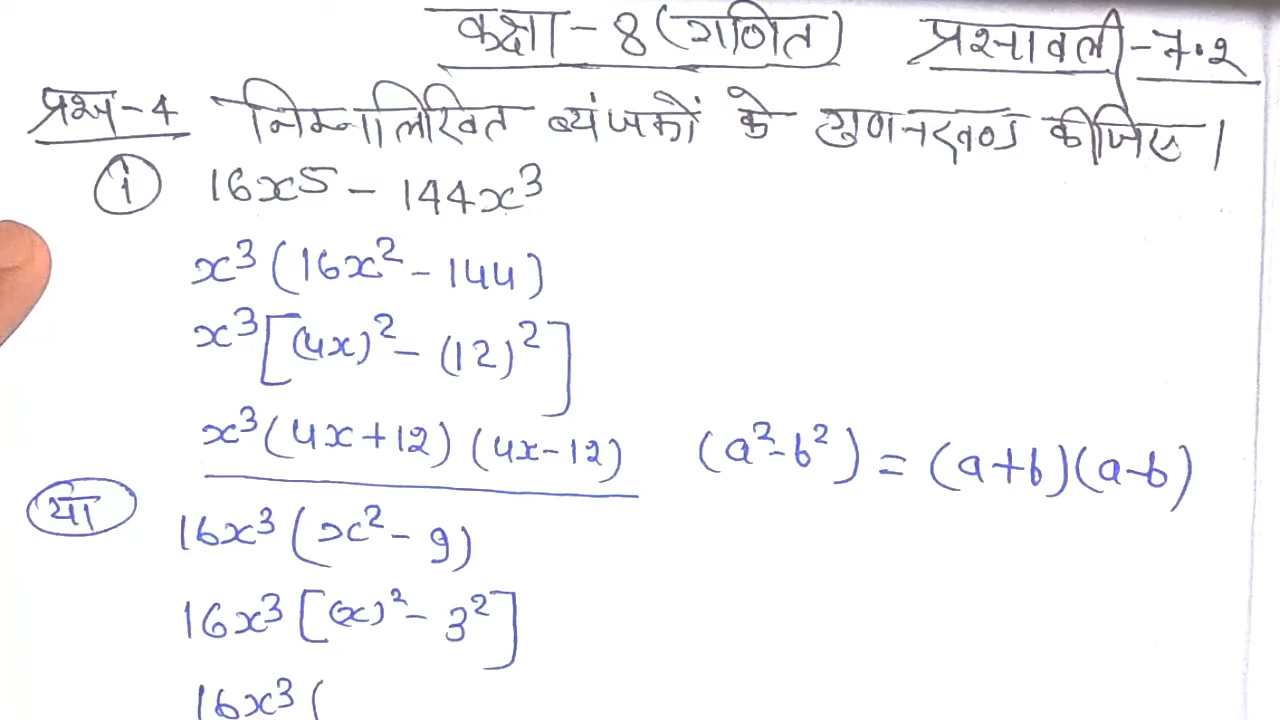 कक्षा - 8 (गणित) प्रश्नावली - 7.2
प्रश्न-4 निम्नलिखित व्यंजकों के गुणनखण्ड कीजिए।
(i) 16x⁵ - 144x³
x³(16x² - 144)
x³[(4x)² - (12)²]
x³(4x+12)(4x-12) (a²-b²) = (a+b)(a-b)
या
16x³(x² - 9)
16x³[(x)² - 3²]
16x³(